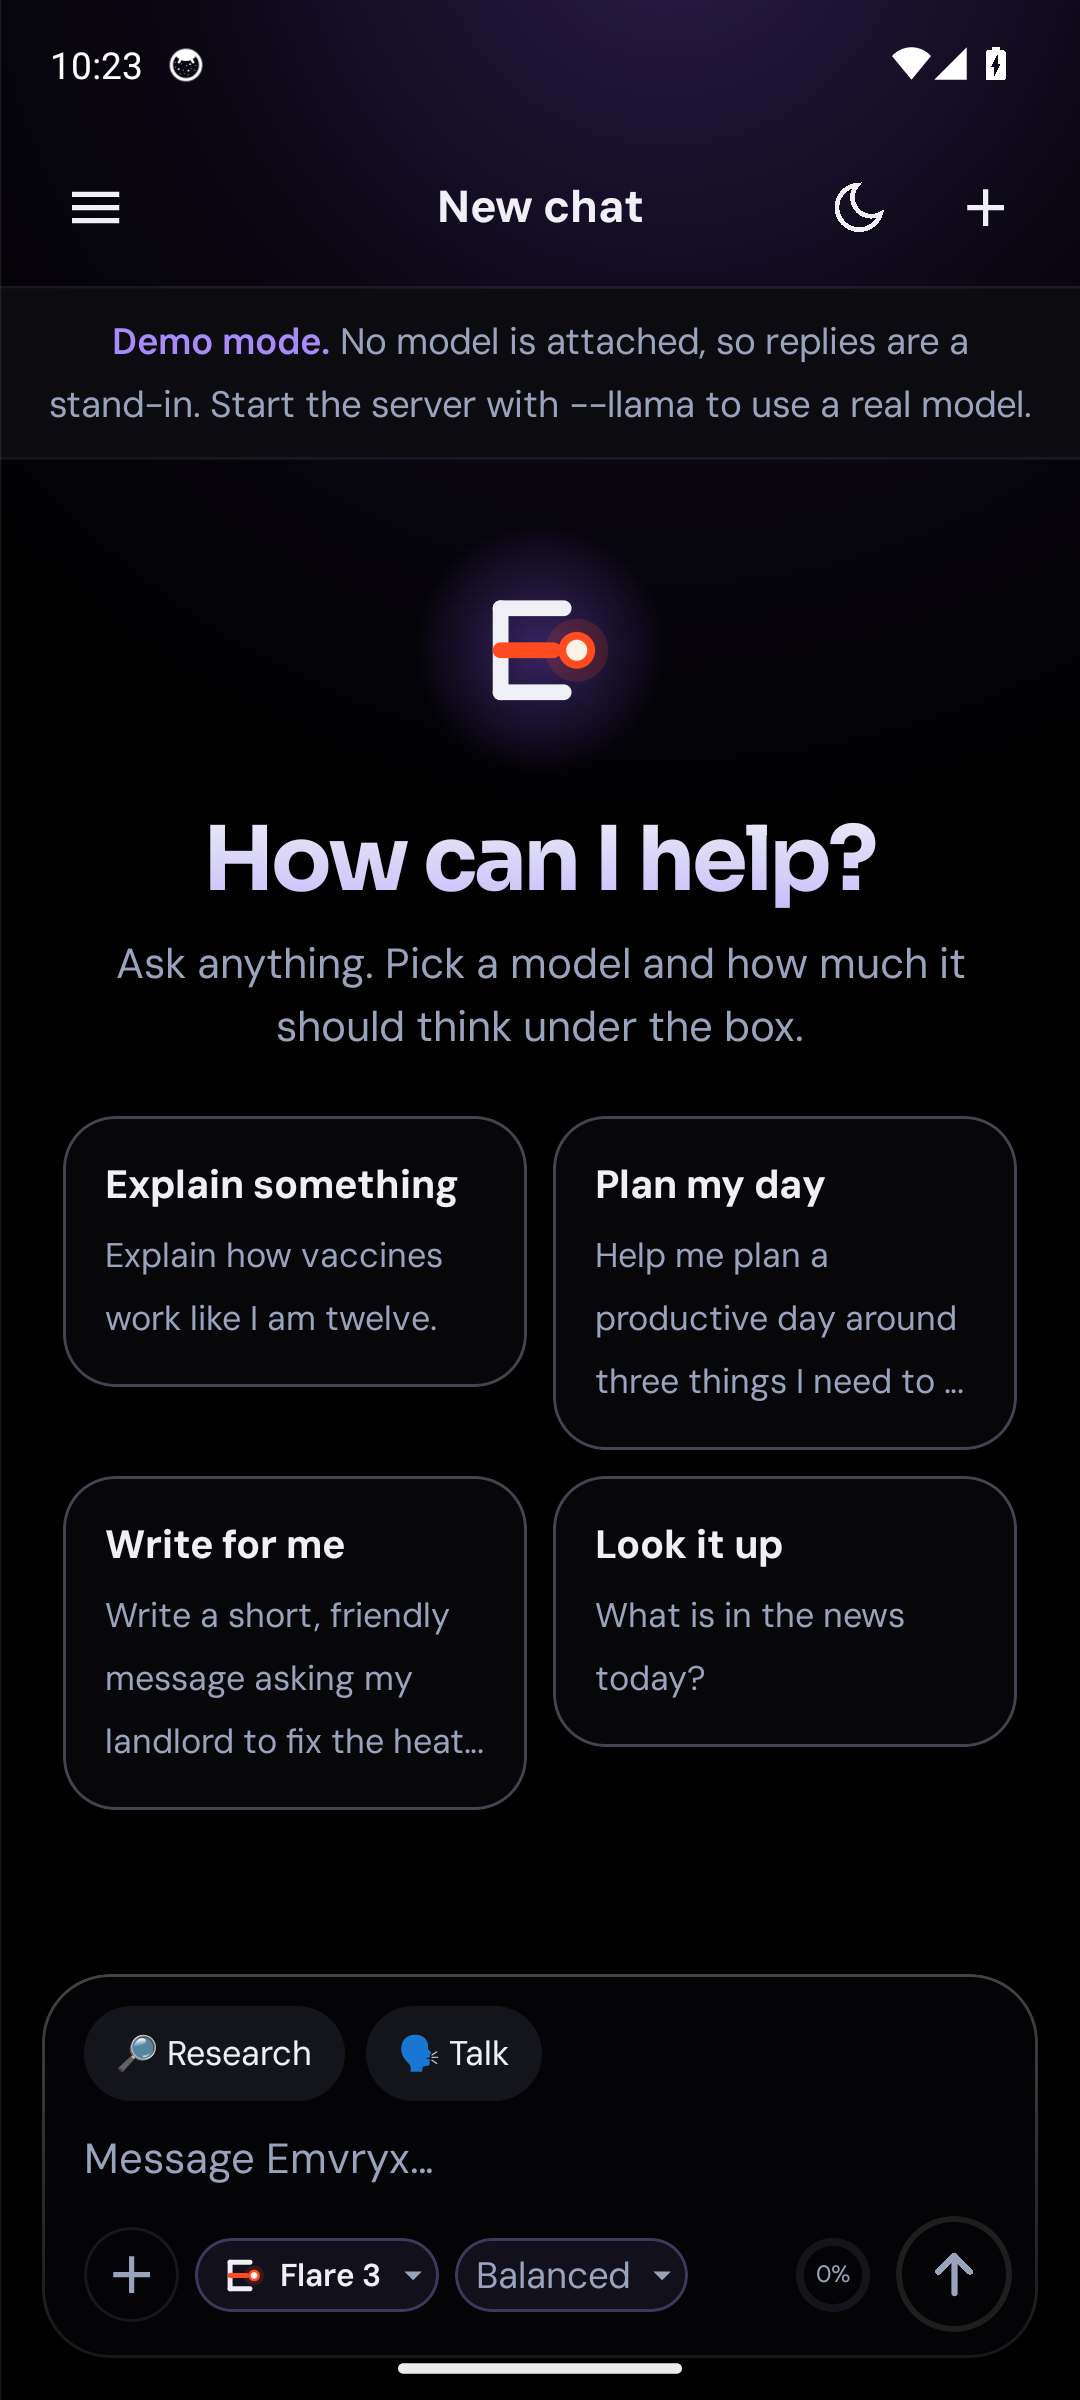 10:23
New chat
Demo mode. No model is attached, so replies are a
stand-in. Start the server with --llama to use a real model.
How can I help?
Ask anything. Pick a model and how much it
should think under the box.
Explain something
Explain how vaccines
work like I am twelve.
Plan my day
Help me plan a
productive day around
three things I need to ...
Write for me
Write a short, friendly
message asking my
landlord to fix the heat...
Look it up
What is in the news
today?
Research
Talk
Message Emvryx...
Flare 3
Balanced
0%